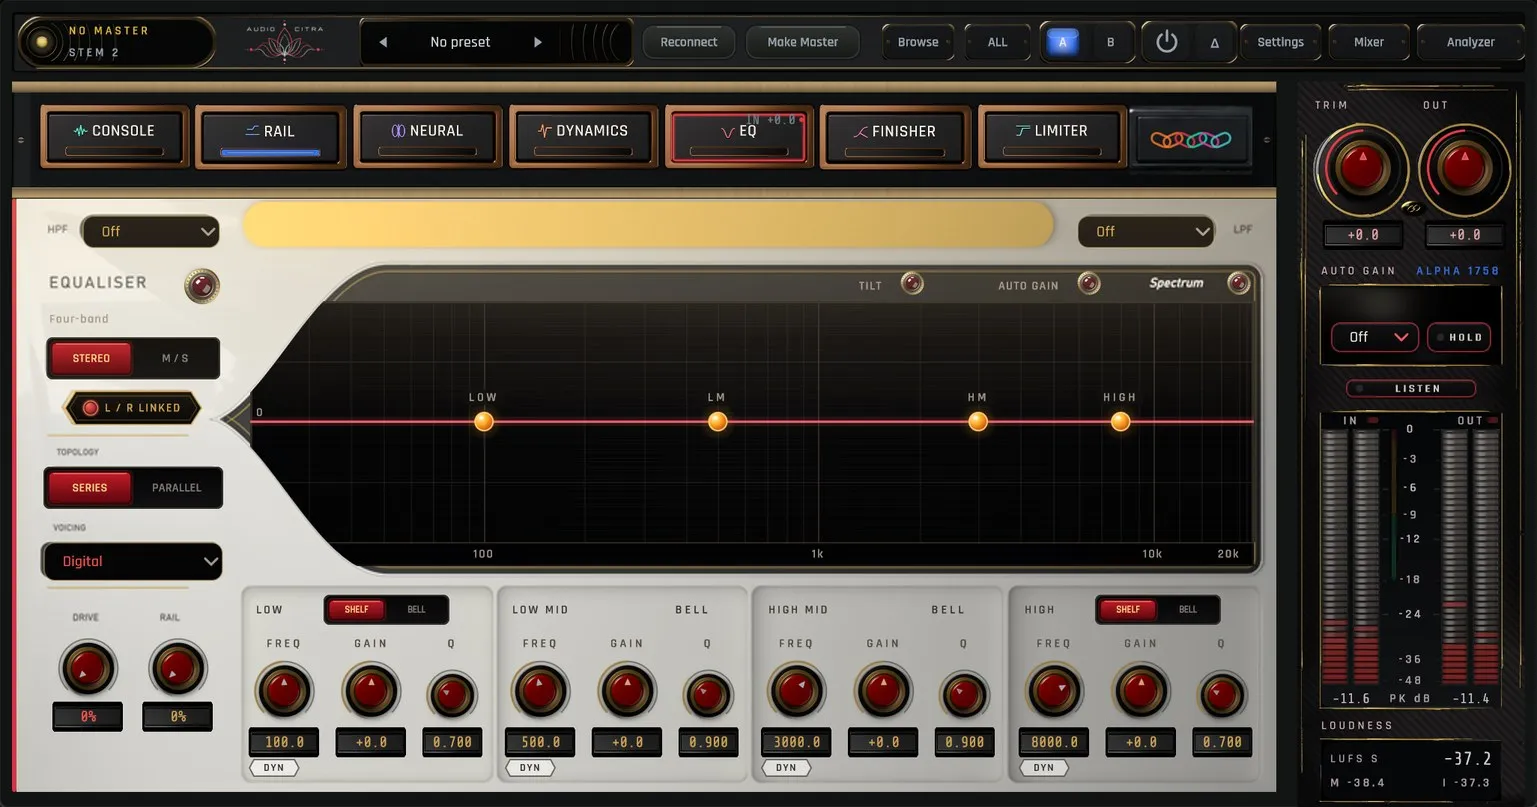 NO MASTER
STEM 2
AUDIO CITRA
No preset
Reconnect
Make Master
Browse
ALL
A
B
Δ
Settings
Mixer
Analyzer
CONSOLE
RAIL
NEURAL
DYNAMICS
IN +0.0
EQ
FINISHER
LIMITER
HPF
Off
Off
LPF
EQUALISER
Four-band
STEREO
M / S
L / R LINKED
TOPOLOGY
SERIES
PARALLEL
VOICING
Digital
DRIVE
RAIL
0%
0%
TILT
AUTO GAIN
Spectrum
0
LOW
LM
HM
HIGH
100
1k
10k
20k
LOW
SHELF
BELL
FREQ
GAIN
Q
100.0
+0.0
0.700
DYN
LOW MID
BELL
FREQ
GAIN
Q
500.0
+0.0
0.900
DYN
HIGH MID
BELL
FREQ
GAIN
Q
3000.0
+0.0
0.900
DYN
HIGH
SHELF
BELL
FREQ
GAIN
Q
8000.0
+0.0
0.700
DYN
TRIM
OUT
+0.0
+0.0
AUTO GAIN
ALPHA 1758
Off
HOLD
LISTEN
IN
OUT
0
-3
-6
-9
-12
-18
-24
-36
-48
-11.6
PK dB
-11.4
LOUDNESS
LUFS S
-37.2
M -38.4
I -37.3